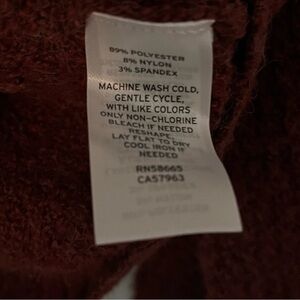 89% POLYESTER
8% NYLON
3% SPANDEX
MACHINE WASH COLD,
GENTLE CYCLE,
WITH LIKE COLORS
ONLY NON-CHLORINE
BLEACH IF NEEDED
RESHAPE,
LAY FLAT TO DRY
COOL IRON IF
NEEDED
RN58665
CA57963